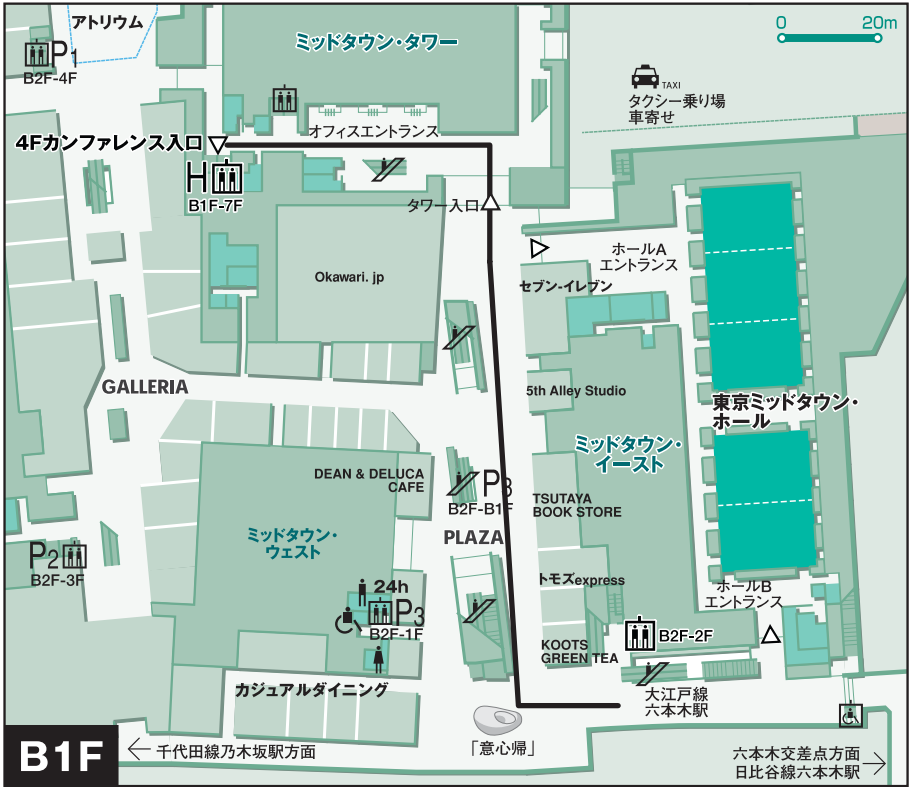 アトリウム
P1
B2F-4F
ミッドタウン・タワー
0 20m
TAXI
タクシー乗り場
車寄せ
オフィスエントランス
4Fカンファレンス入口
H
B1F-7F
タワー入口
ホールA
エントランス
Okawari. jp
セブン-イレブン
GALLERIA
5th Alley Studio
東京ミッドタウン・
ホール
ミッドタウン・
イースト
DEAN & DELUCA
CAFE
P3
B2F-B1F
TSUTAYA
BOOK STORE
PLAZA
ミッドタウン・
ウェスト
P2
B2F-3F
トモズexpress
24h
P3
B2F-1F
ホールB
エントランス
KOOTS
GREEN TEA
B2F-2F
カジュアルダイニング
大江戸線
六本木駅
「意心帰」
B1F
千代田線乃木坂駅方面
六本木交差点方面
日比谷線六本木駅